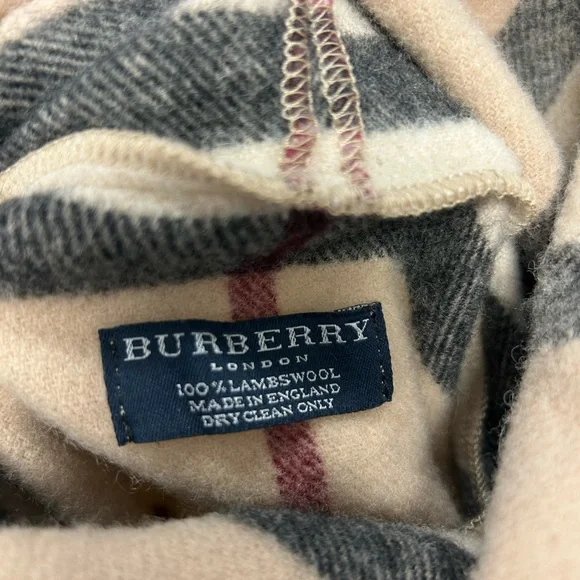 BURBERRY
LONDON
100% LAMBSWOOL
MADE IN ENGLAND
DRY CLEAN ONLY